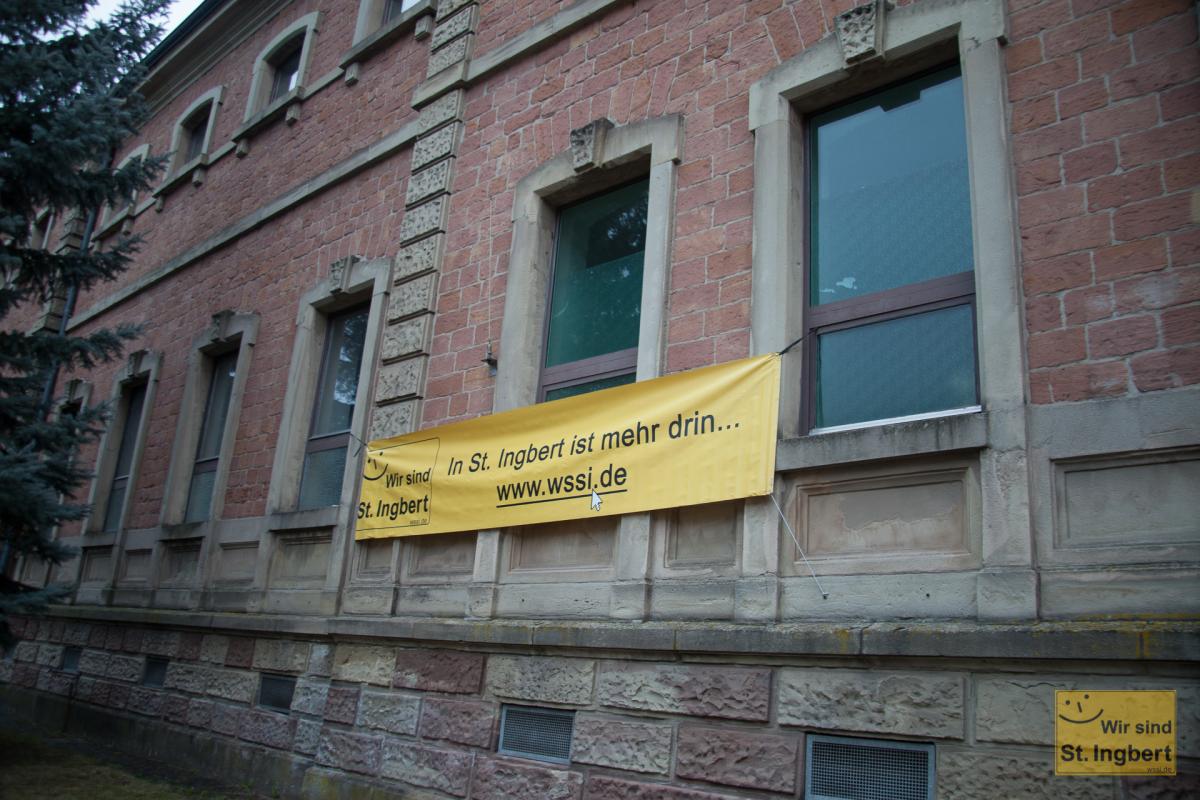 Wir sind
St. Ingbert
wssi.de
In St. Ingbert ist mehr drin...
www.wssi.de
Wir sind
St. Ingbert
wssi.de